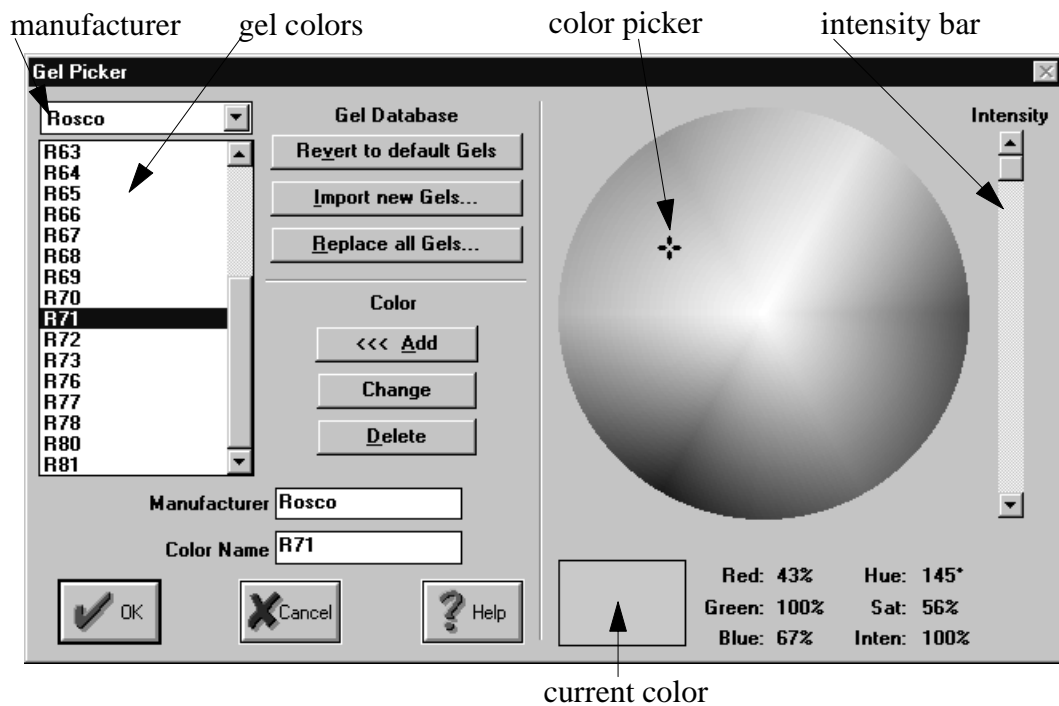 manufacturer gel colors color picker intensity bar
Gel Picker
Rosco
Gel Database
Intensity
R63
R64
R65
R66
R67
R68
R69
R70
R71
R72
R73
R76
R77
R78
R80
R81
Revert to default Gels
Import new Gels...
Replace all Gels...
Color
<<< Add
Change
Delete
Manufacturer Rosco
Color Name R71
OK
Cancel
Help
Red: 43% Hue: 145°
Green: 100% Sat: 56%
Blue: 67% Inten: 100%
current color